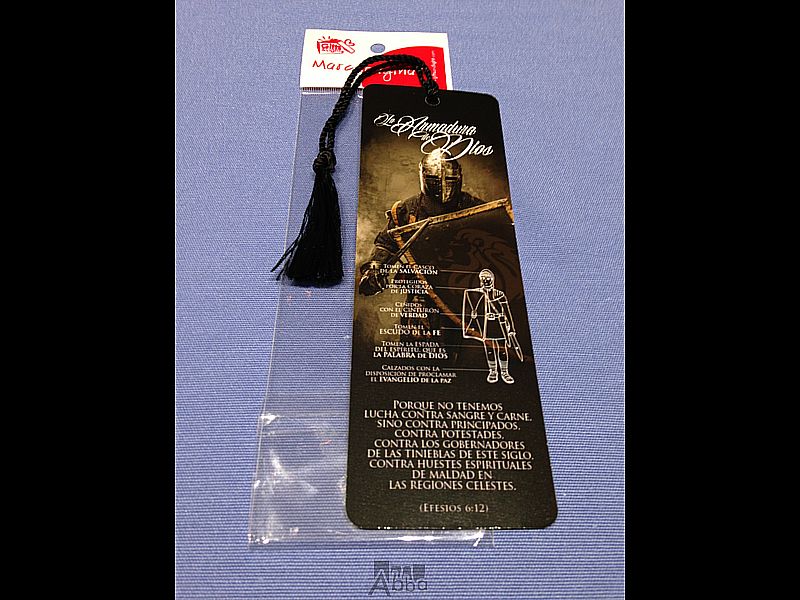 La Armadura
de Dios
Tomen el casco
de la salvación
Protegidos
por la coraza
de justicia
Ceñidos
con el cinturón
de verdad
Tomen el
escudo de la fe
Tomen la espada
del Espíritu, que es
la Palabra de Dios
Calzados con la
disposición de proclamar
el Evangelio de la paz
Porque no tenemos
lucha contra sangre y carne,
sino contra principados,
contra potestades,
contra los gobernadores
de las tinieblas de este siglo,
contra huestes espirituales
de maldad en
las regiones celestes.
(Efesios 6:12)
Abba